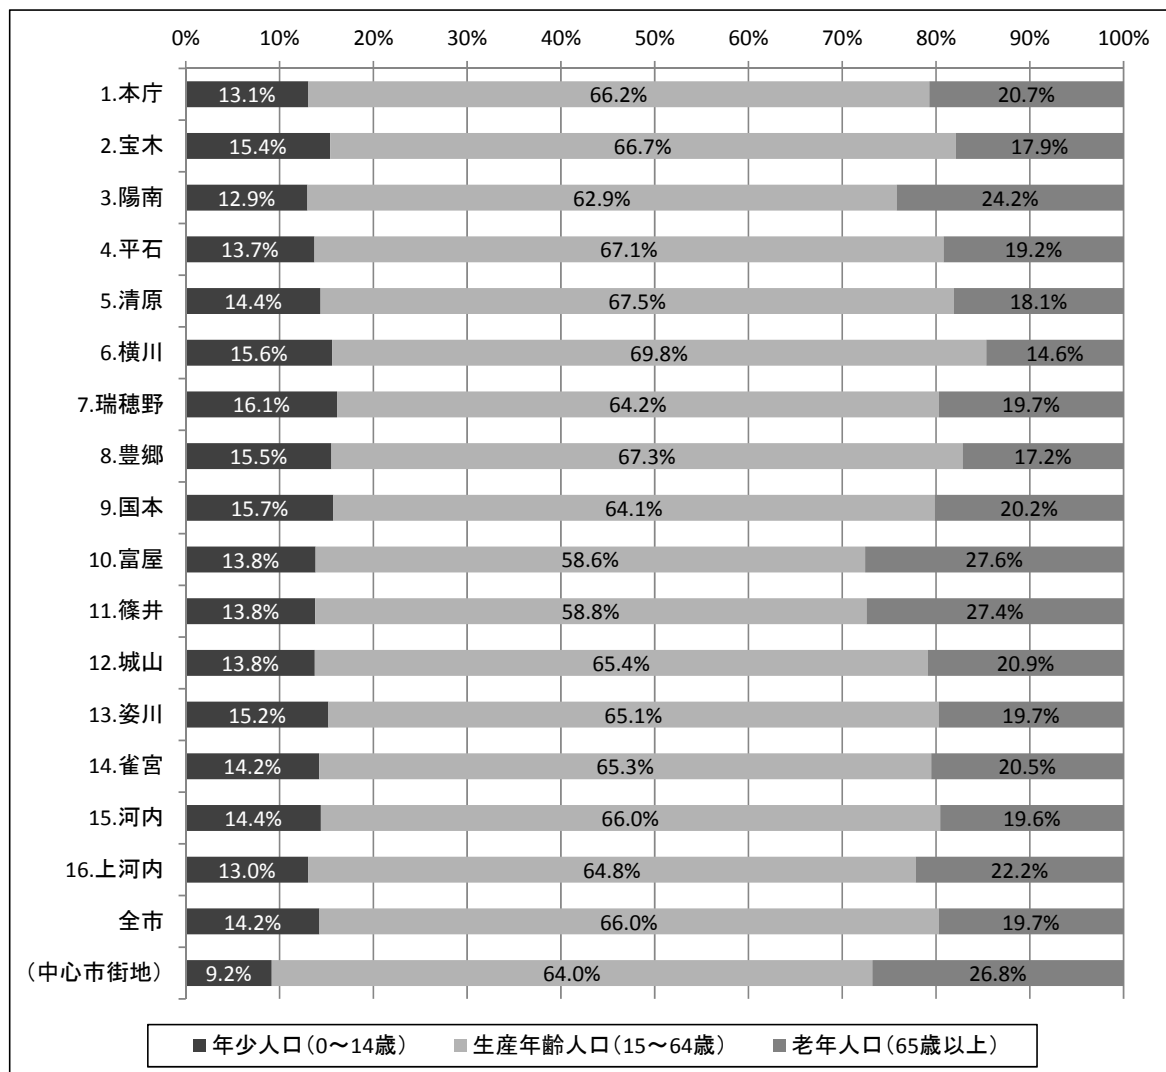 0% 10% 20% 30% 40% 50% 60% 70% 80% 90% 100%
1.本庁 13.1% 66.2% 20.7%
2.宝木 15.4% 66.7% 17.9%
3.陽南 12.9% 62.9% 24.2%
4.平石 13.7% 67.1% 19.2%
5.清原 14.4% 67.5% 18.1%
6.横川 15.6% 69.8% 14.6%
7.瑞穂野 16.1% 64.2% 19.7%
8.豊郷 15.5% 67.3% 17.2%
9.国本 15.7% 64.1% 20.2%
10.富屋 13.8% 58.6% 27.6%
11.篠井 13.8% 58.8% 27.4%
12.城山 13.8% 65.4% 20.9%
13.姿川 15.2% 65.1% 19.7%
14.雀宮 14.2% 65.3% 20.5%
15.河内 14.4% 66.0% 19.6%
16.上河内 13.0% 64.8% 22.2%
全市 14.2% 66.0% 19.7%
(中心市街地) 9.2% 64.0% 26.8%
年少人口(0~14歳) 生産年齢人口(15~64歳) 老年人口(65歳以上)